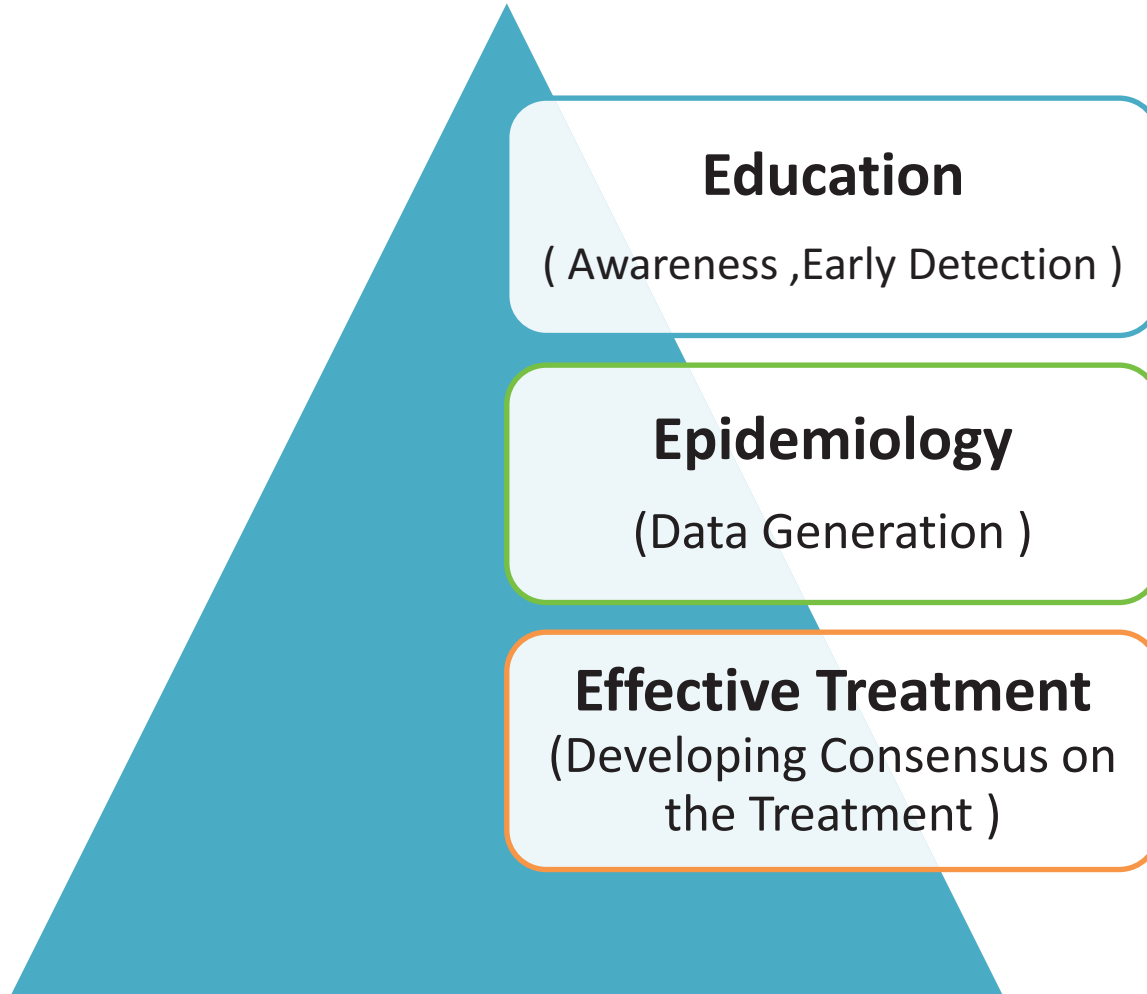 Education
( Awareness ,Early Detection )
Epidemiology
(Data Generation )
Effective Treatment
(Developing Consensus on
the Treatment )